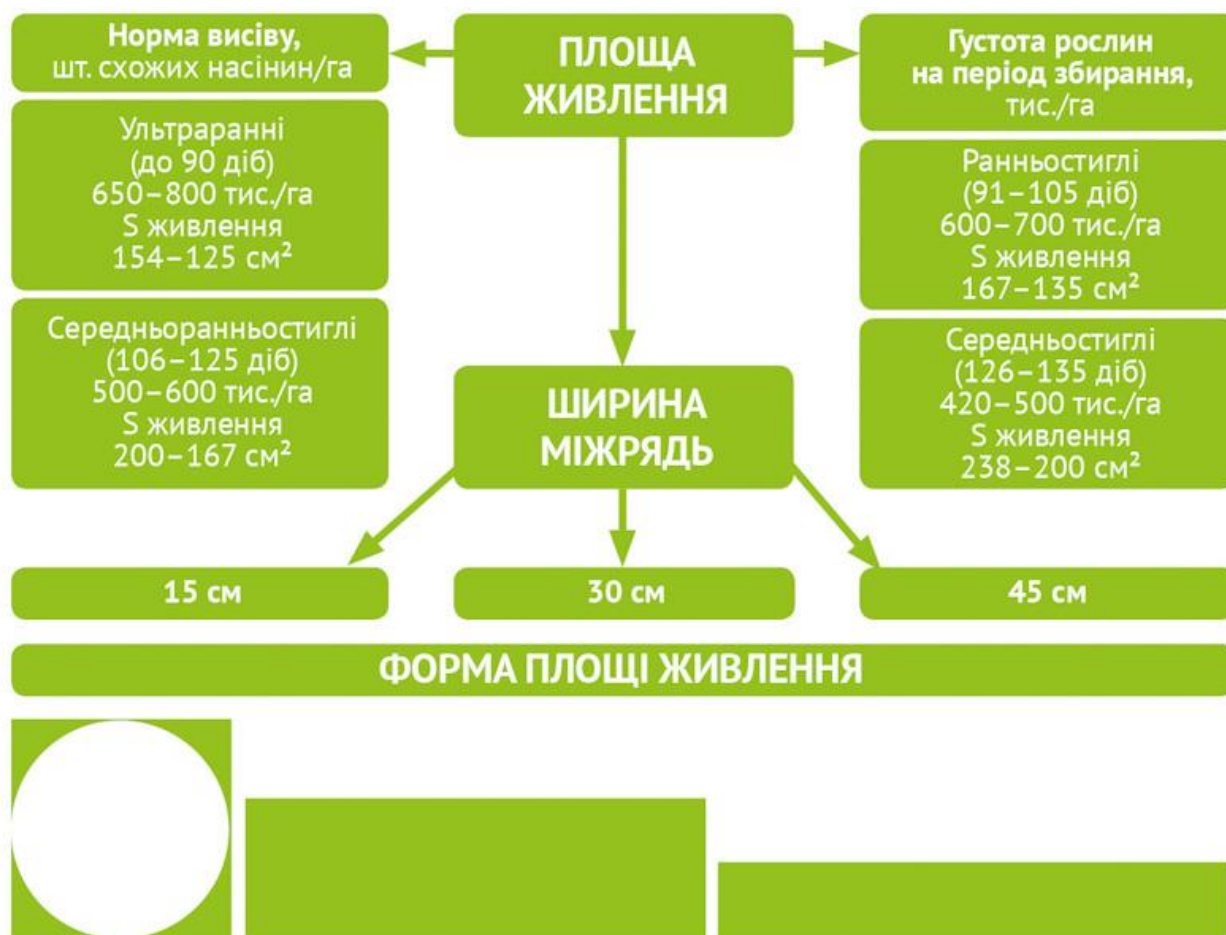 Норма висіву,
шт. схожих насінин/га
Ультраранні
(до 90 діб)
650–800 тис./га
S живлення
154–125 см²
Середньоранньостиглі
(106–125 діб)
500–600 тис./га
S живлення
200–167 см²
ПЛОЩА
ЖИВЛЕННЯ
Густота рослин
на період збирання,
тис./га
Ранньостиглі
(91–105 діб)
600–700 тис./га
S живлення
167–135 см²
Середньостиглі
(126–135 діб)
420–500 тис./га
S живлення
238–200 см²
ШИРИНА
МІЖРЯДЬ
15 см
30 см
45 см
ФОРМА ПЛОЩІ ЖИВЛЕННЯ